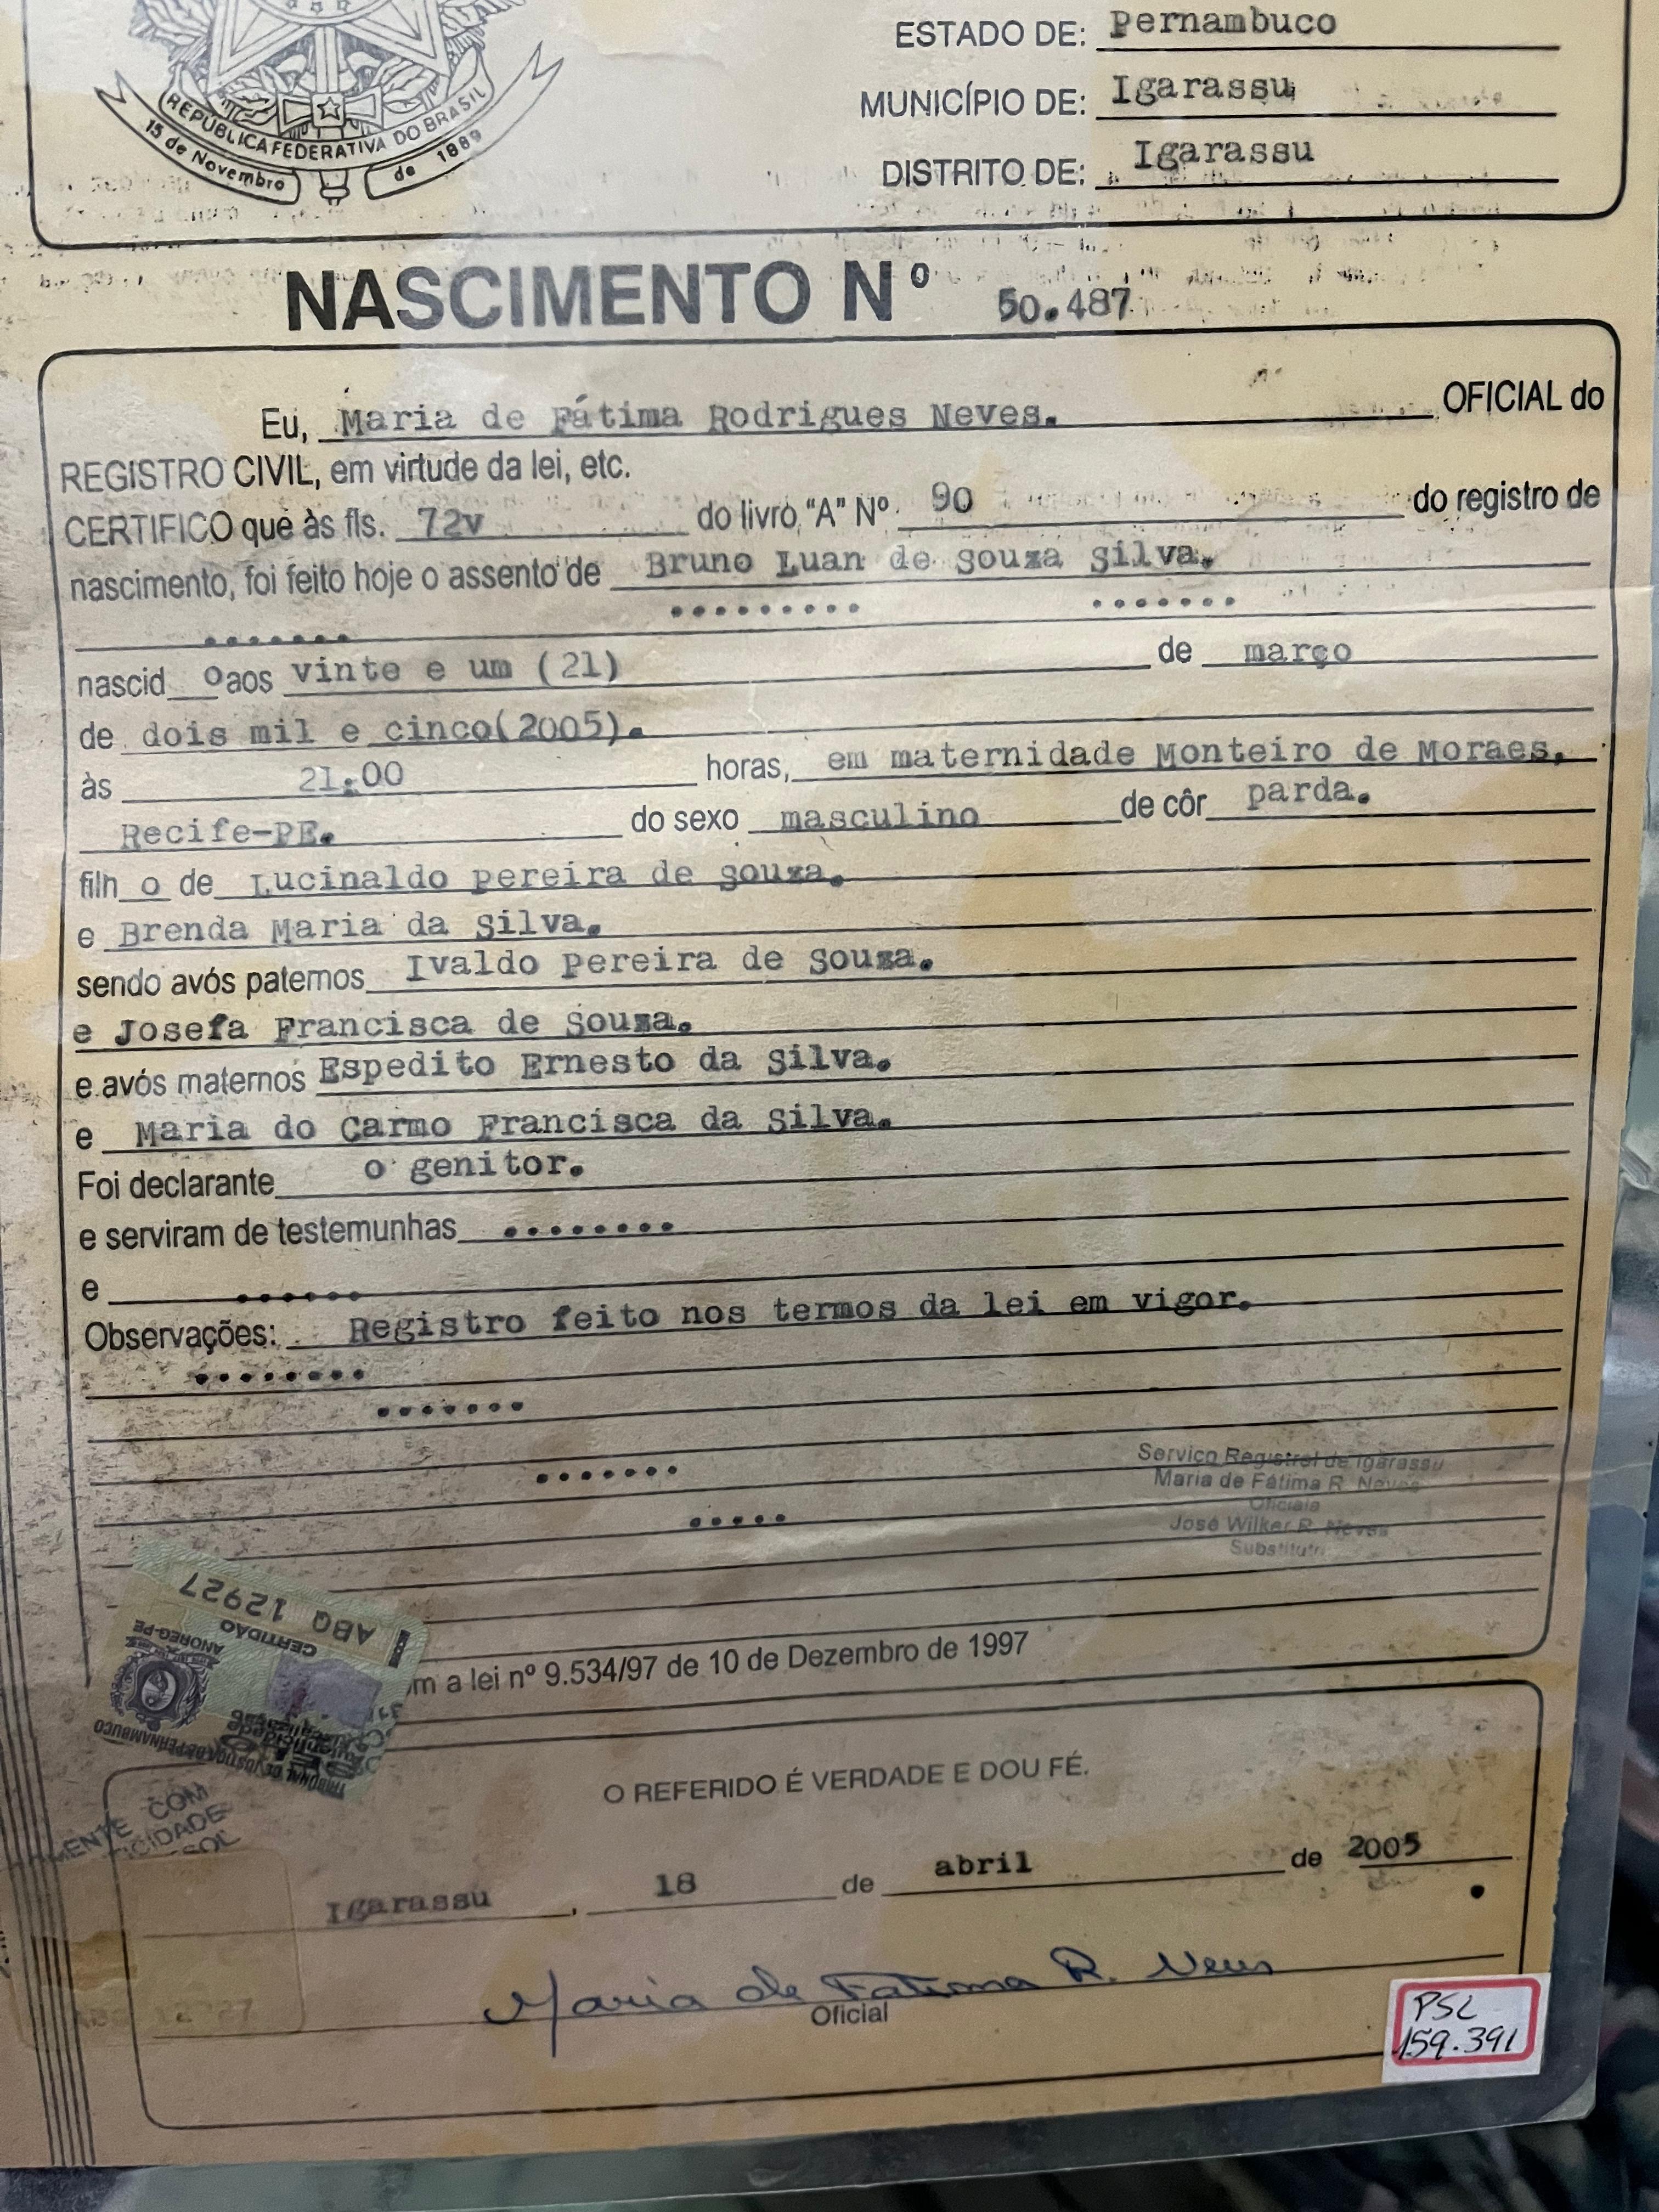 REPÚBLICA FEDERATIVA DO BRASIL
15 de Novembro de 1889
ESTADO DE: Pernambuco
MUNICÍPIO DE: Igarassu
DISTRITO DE: Igarassu
NASCIMENTO Nº 50.487
Eu, Maria de Fátima Rodrigues Neves. OFICIAL do
REGISTRO CIVIL, em virtude da lei, etc.
CERTIFICO que às fls. 72v do livro "A" Nº 90 do registro de
nascimento, foi feito hoje o assento de Bruno Luan de Souza Silva.
......... .......
.......
nascid o aos vinte e um (21) de março
de dois mil e cinco(2005).
às 21:00 horas, em maternidade Monteiro de Moraes,
Recife-PE. do sexo masculino de côr parda.
filh o de Lucinaldo pereira de souza.
e Brenda Maria da Silva.
sendo avós paternos Ivaldo pereira de Souza.
e Josefa Francisca de Souza.
e avós maternos Espedito Ernesto da Silva.
e Maria do Carmo Francisca da Silva.
Foi declarante o genitor.
e serviram de testemunhas ........
e ......
Observações: Registro feito nos termos da lei em vigor.
........
.......
.......
.....
Serviço Registral de Igarassu
Maria de Fátima R. Neves
Oficiala
José Wilker R. Neves
Substituto
ABQ 12927
CERTIDÃO
ANOREG-PE
TRIBUNAL DE JUSTIÇA DE PERNAMBUCO
m a lei nº 9.534/97 de 10 de Dezembro de 1997
O REFERIDO É VERDADE E DOU FÉ.
MENTE COM
TICIDADE
SOL
Igarassu, 18 de abril de 2005
Maria de Fatima R. Neves
Oficial
PSL
159.391